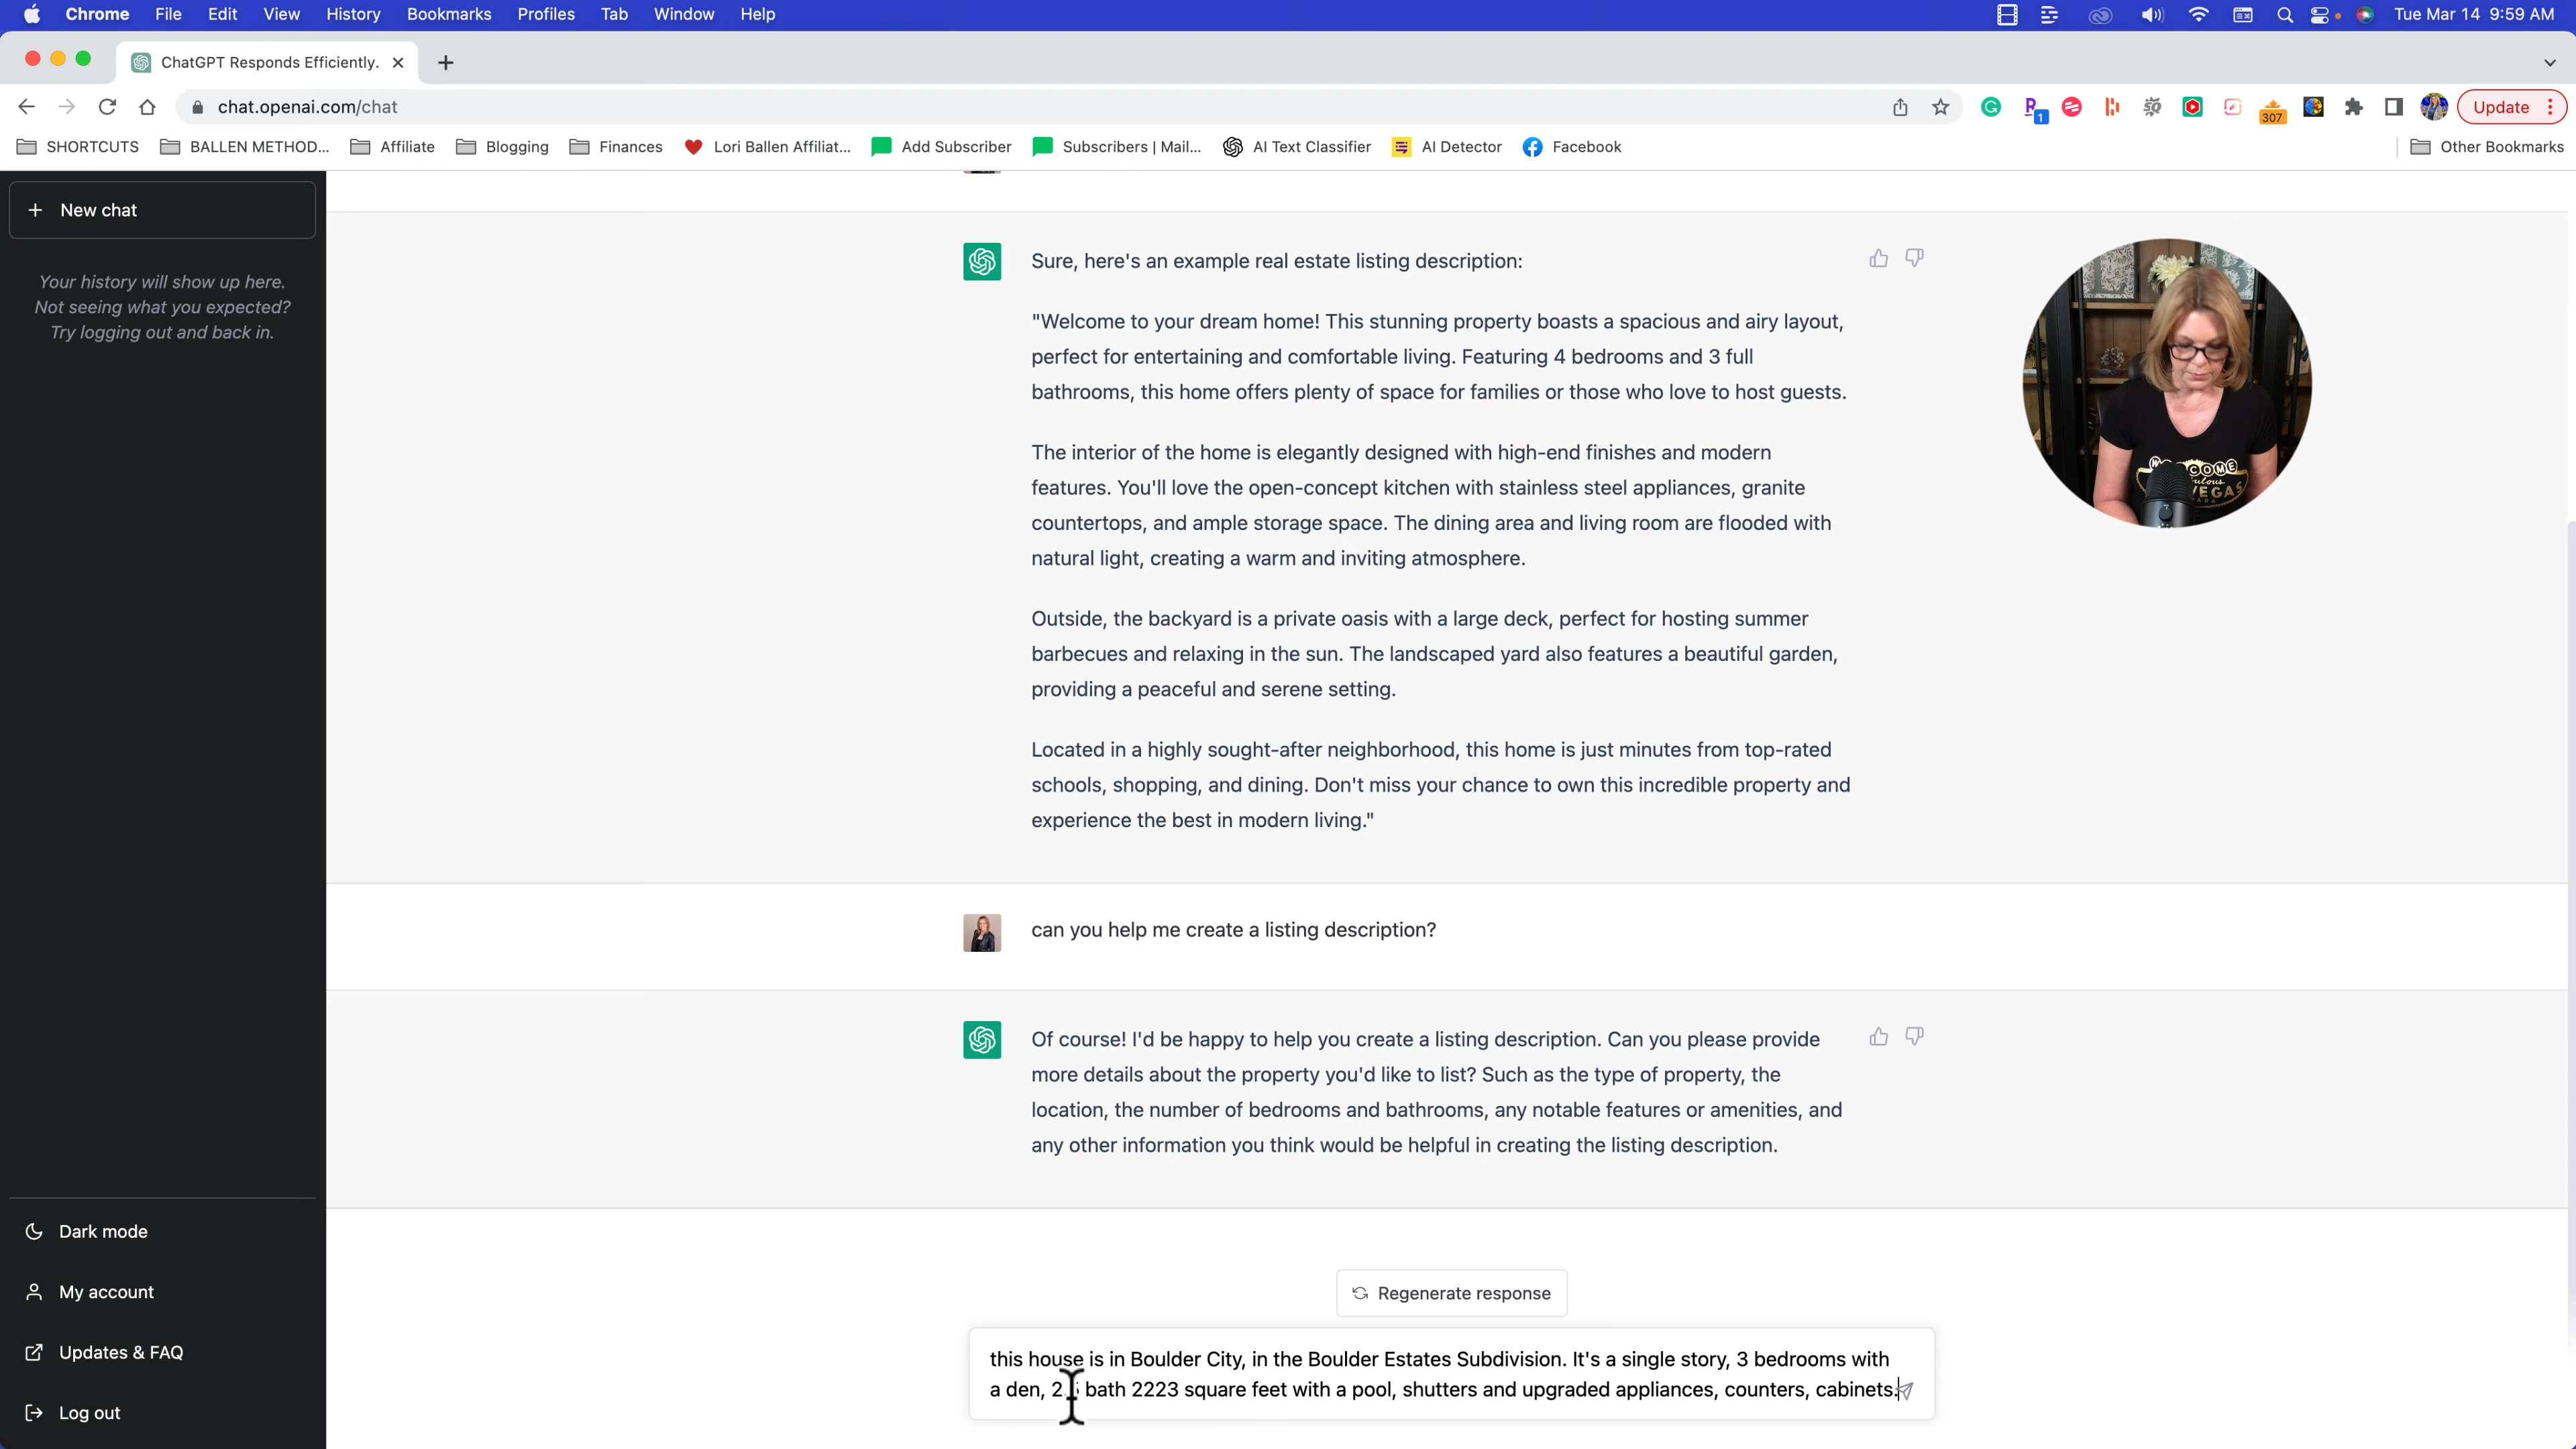 Chrome File Edit View History Bookmarks Profiles Tab Window Help Tue Mar 14 9:59 AM
ChatGPT Responds Efficiently.
chat.openai.com/chat 1 307 Update
SHORTCUTS BALLEN METHOD... Affiliate Blogging Finances Lori Ballen Affiliat... Add Subscriber Subscribers | Mail... AI Text Classifier AI Detector Facebook Other Bookmarks
New chat
Your history will show up here.
Not seeing what you expected?
Try logging out and back in.
Sure, here's an example real estate listing description:
"Welcome to your dream home! This stunning property boasts a spacious and airy layout,
perfect for entertaining and comfortable living. Featuring 4 bedrooms and 3 full
bathrooms, this home offers plenty of space for families or those who love to host guests.
The interior of the home is elegantly designed with high-end finishes and modern
features. You'll love the open-concept kitchen with stainless steel appliances, granite
countertops, and ample storage space. The dining area and living room are flooded with
natural light, creating a warm and inviting atmosphere.
Outside, the backyard is a private oasis with a large deck, perfect for hosting summer
barbecues and relaxing in the sun. The landscaped yard also features a beautiful garden,
providing a peaceful and serene setting.
Located in a highly sought-after neighborhood, this home is just minutes from top-rated
schools, shopping, and dining. Don't miss your chance to own this incredible property and
experience the best in modern living."
can you help me create a listing description?
Of course! I'd be happy to help you create a listing description. Can you please provide
more details about the property you'd like to list? Such as the type of property, the
location, the number of bedrooms and bathrooms, any notable features or amenities, and
any other information you think would be helpful in creating the listing description.
Regenerate response
this house is in Boulder City, in the Boulder Estates Subdivision. It's a single story, 3 bedrooms with
a den, bath 2223 square feet with a pool, shutters and upgraded appliances, counters, cabinets.
Dark mode
My account
Updates & FAQ
Log out